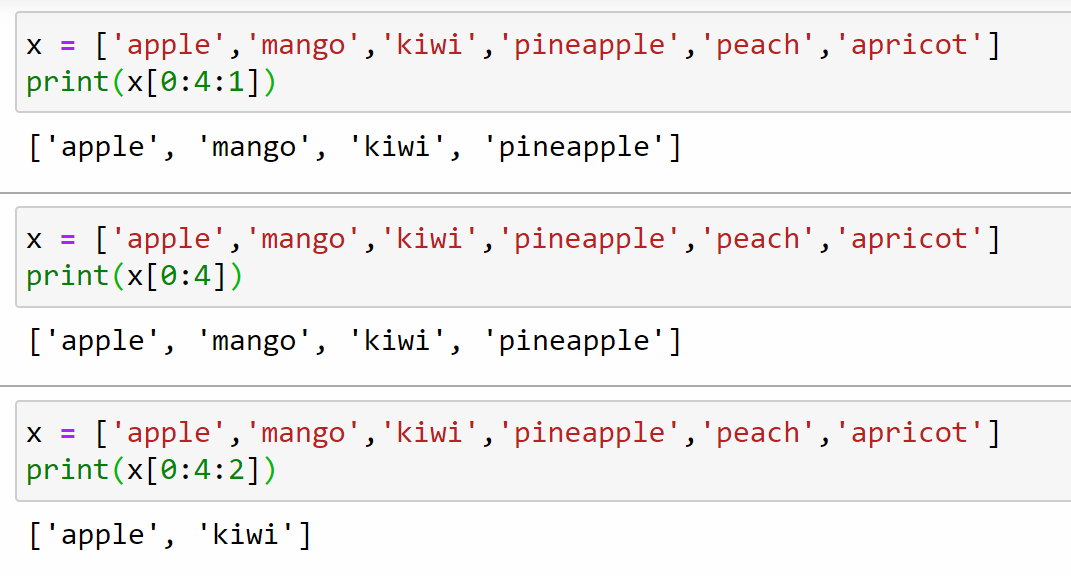 x = ['apple','mango','kiwi','pineapple','peach','apricot']
print(x[0:4:1])
['apple', 'mango', 'kiwi', 'pineapple']
x = ['apple','mango','kiwi','pineapple','peach','apricot']
print(x[0:4])
['apple', 'mango', 'kiwi', 'pineapple']
x = ['apple','mango','kiwi','pineapple','peach','apricot']
print(x[0:4:2])
['apple', 'kiwi']